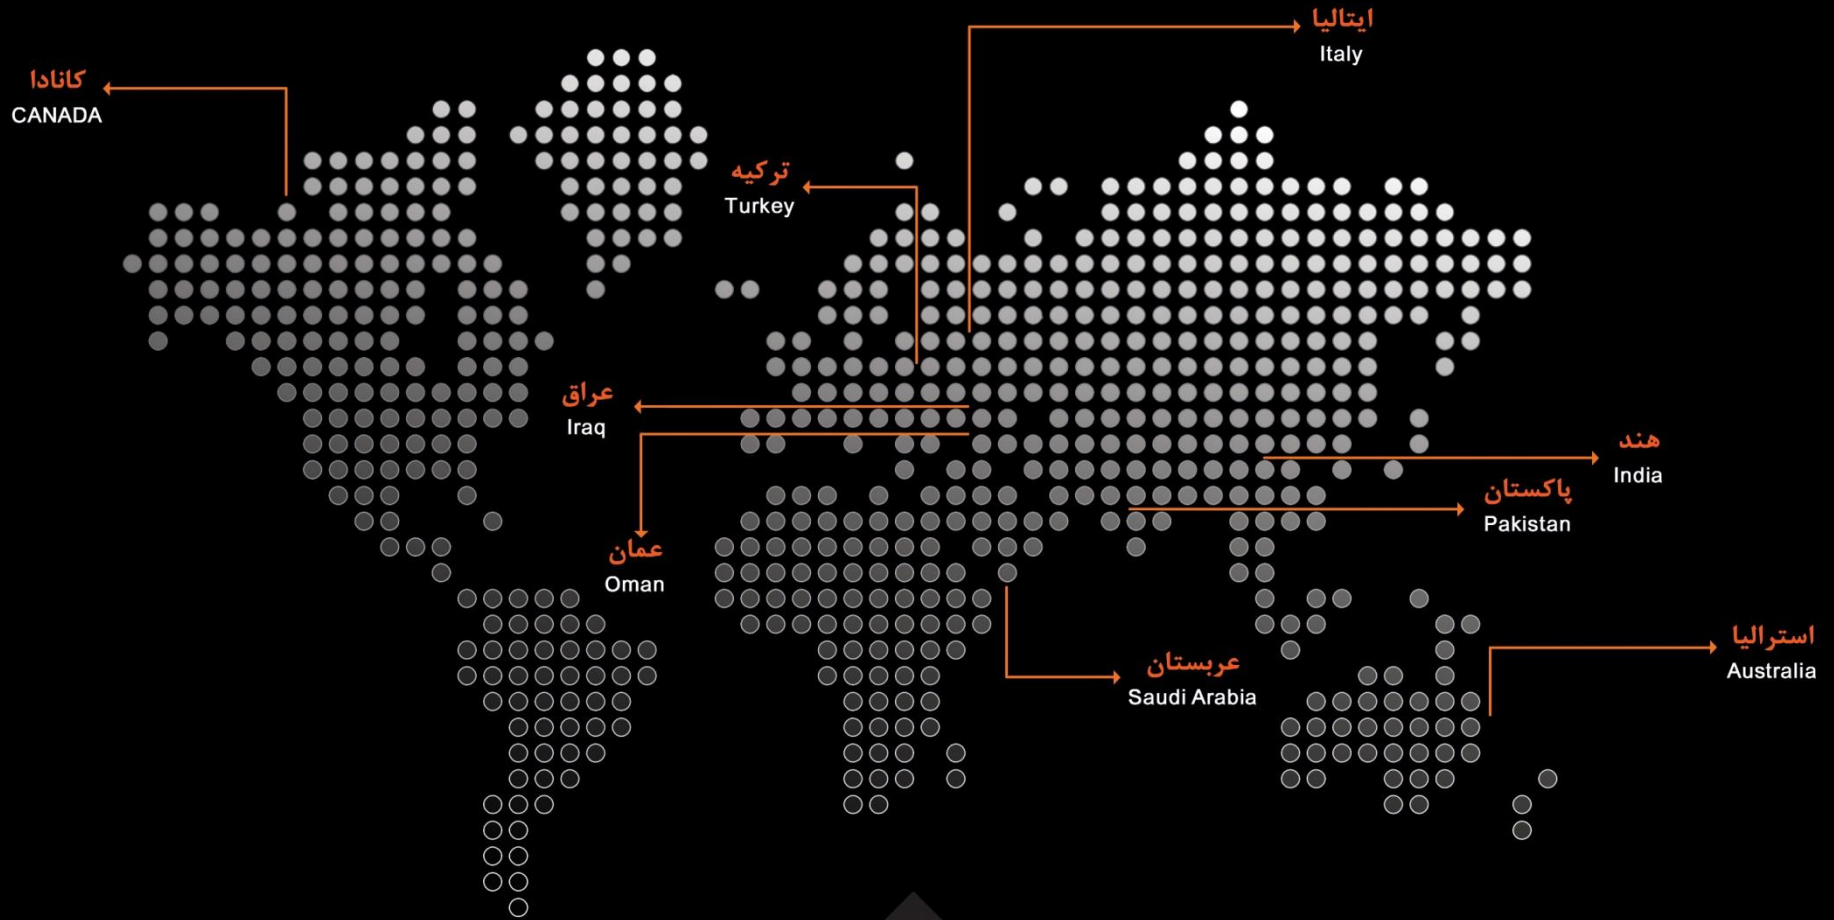 ایتالیا
Italy
کانادا
CANADA
ترکیه
Turkey
عراق
Iraq
هند
India
پاکستان
Pakistan
عمان
Oman
استرالیا
Australia
عربستان
Saudi Arabia